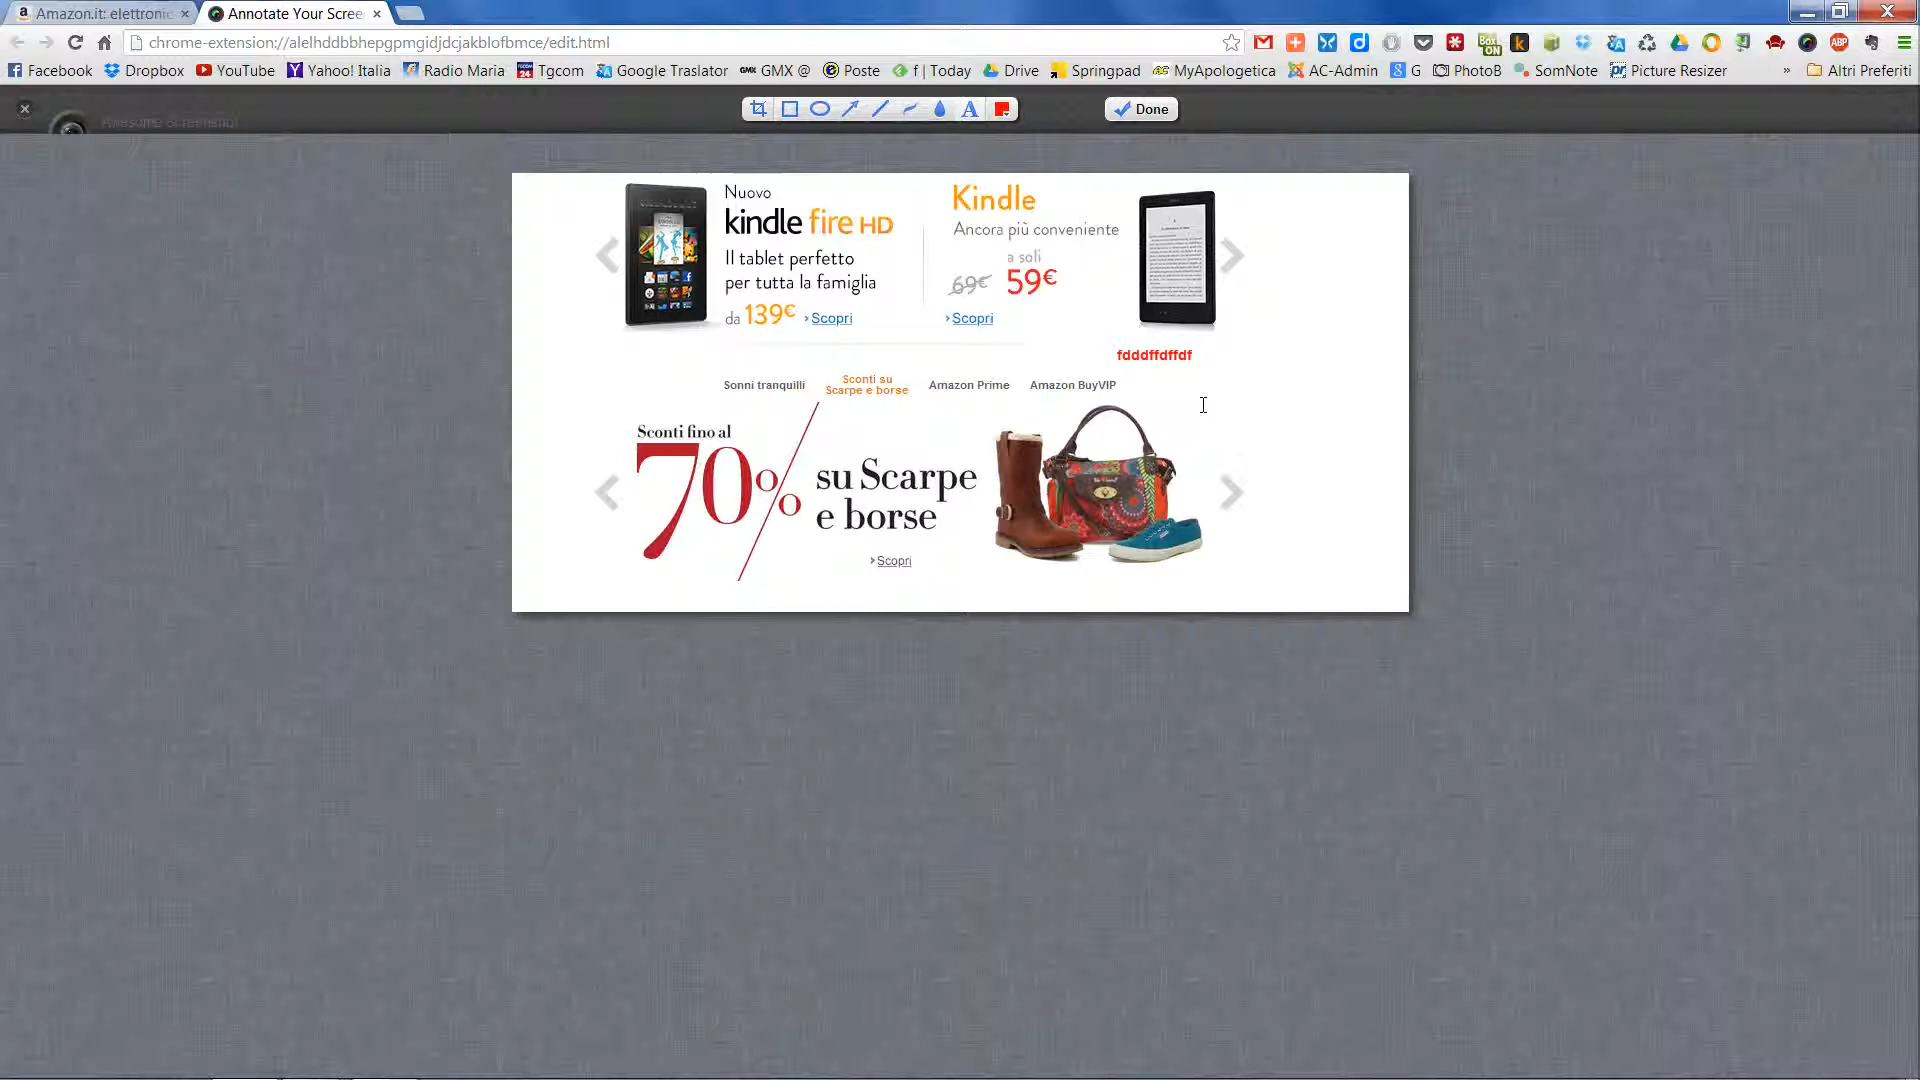 Amazon.it: elettronic
Annotate Your Scree
chrome-extension://alelhddbbhepgpmgidjdcjakblofbmce/edit.html
Facebook Dropbox YouTube Yahoo! Italia Radio Maria Tgcom Google Traslator GMX @ Poste f | Today Drive Springpad MyApologetica AC-Admin G PhotoB SomNote Picture Resizer » Altri Preferiti
Awesome Screenshot
Done
Nuovo
kindle fire HD
Il tablet perfetto
per tutta la famiglia
da 139€ › Scopri
Kindle
Ancora più conveniente
a soli
69€ 59€
› Scopri
fdddffdffdf
Sonni tranquilli Sconti su Scarpe e borse Amazon Prime Amazon BuyVIP
Sconti fino al
70%
su Scarpe
e borse
› Scopri